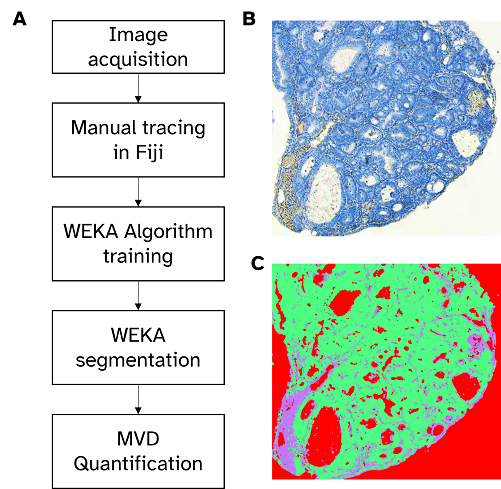 A
Image
acquisition
Manual tracing
in Fiji
WEKA Algorithm
training
WEKA
segmentation
MVD
Quantification
B
C